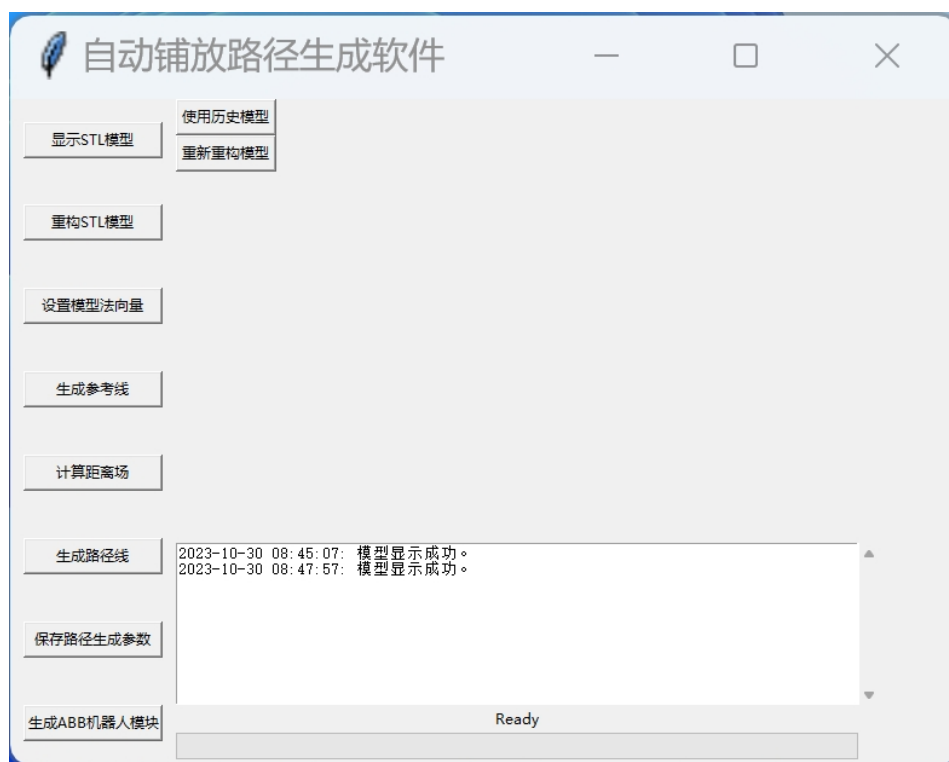 自动铺放路径生成软件
使用历史模型
显示STL模型
重新重构模型
重构STL模型
设置模型法向量
生成参考线
计算距离场
生成路径线
2023-10-30 08:45:07: 模型显示成功。
2023-10-30 08:47:57: 模型显示成功。
保存路径生成参数
生成ABB机器人模块
Ready